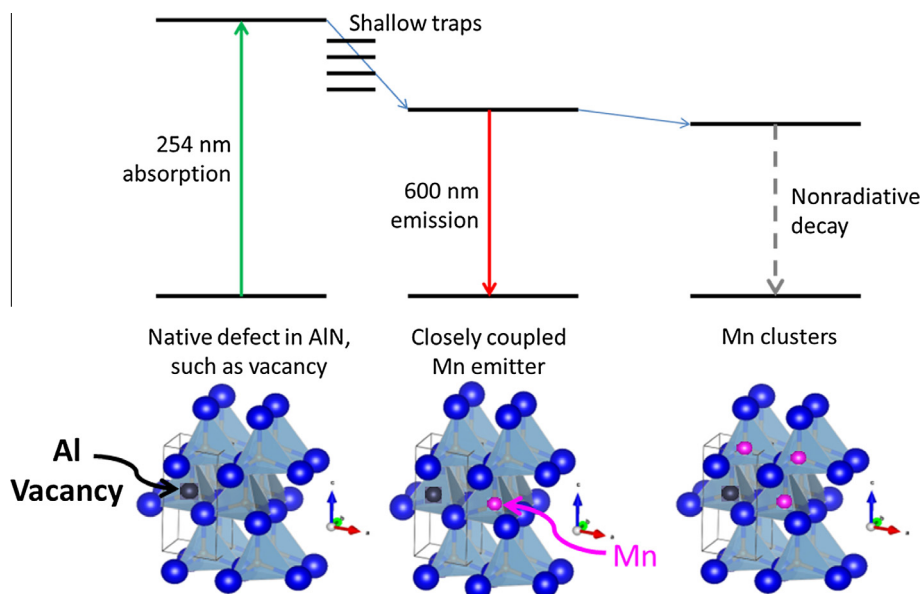 Shallow traps
254 nm
absorption
600 nm
emission
Nonradiative
decay
Native defect in AlN,
such as vacancy
Closely coupled
Mn emitter
Mn clusters
Al
Vacancy
Mn
c
a
c
a
c
a